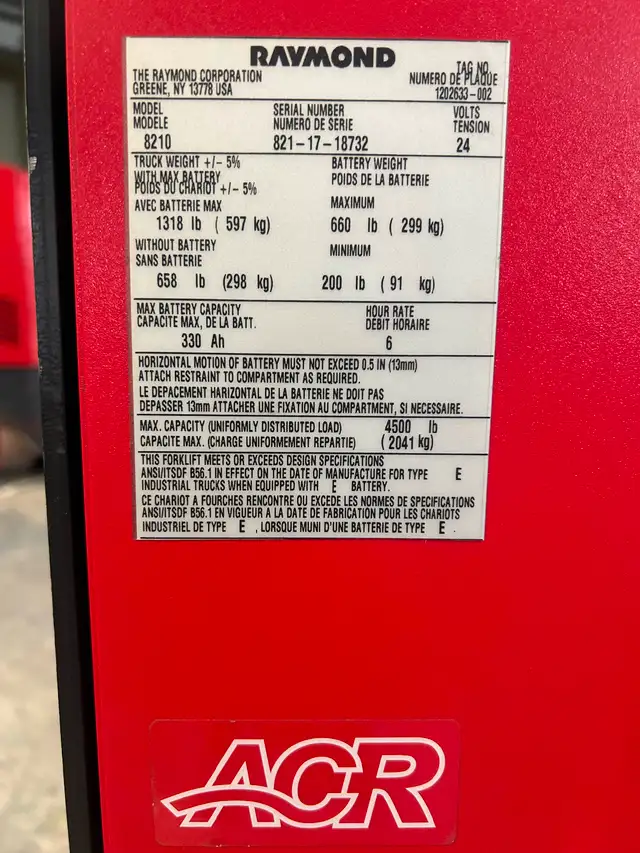 RAYMOND
THE RAYMOND CORPORATION
GREENE, NY 13778 USA
TAG NO.
NUMERO DE PLAQUE
1202633-002
MODEL
MODELE
8210
SERIAL NUMBER
NUMERO DE SERIE
821-17-18732
VOLTS
TENSION
24
TRUCK WEIGHT +/- 5%
WITH MAX BATTERY
POIDS DU CHARIOT +/- 5%
AVEC BATTERIE MAX
1318 lb ( 597 kg)
WITHOUT BATTERY
SANS BATTERIE
658 lb (298 kg)
BATTERY WEIGHT
POIDS DE LA BATTERIE
MAXIMUM
660 lb ( 299 kg)
MINIMUM
200 lb ( 91 kg)
MAX BATTERY CAPACITY
CAPACITE MAX, DE LA BATT.
330 Ah
HOUR RATE
DEBIT HORAIRE
6
HORIZONTAL MOTION OF BATTERY MUST NOT EXCEED 0.5 IN (13mm)
ATTACH RESTRAINT TO COMPARTMENT AS REQUIRED.
LE DEPACEMENT HARIZONTAL DE LA BATTERIE NE DOIT PAS
DEPASSER 13mm ATTACHER UNE FIXATION AU COMPARTMENT, SI NECESSAIRE.
MAX. CAPACITY (UNIFORMLY DISTRIBUTED LOAD) 4500 lb
CAPACITE MAX. (CHARGE UNIFORMEMENT REPARTIE) (2041 kg)
THIS FORKLIFT MEETS OR EXCEEDS DESIGN SPECIFICATIONS
ANSI/ITSDF B56.1 IN EFFECT ON THE DATE OF MANUFACTURE FOR TYPE E
INDUSTRIAL TRUCKS WHEN EQUIPPED WITH E BATTERY.
CE CHARIOT A FOURCHES RENCONTRE OU EXCEDE LES NORMES DE SPECIFICATIONS
ANSI/ITSDF B56.1 EN VIGUEUR A LA DATE DE FABRICATION POUR LES CHARIOTS
INDUSTRIEL DE TYPE E , LORSQUE MUNI D'UNE BATTERIE DE TYPE E .
ACR